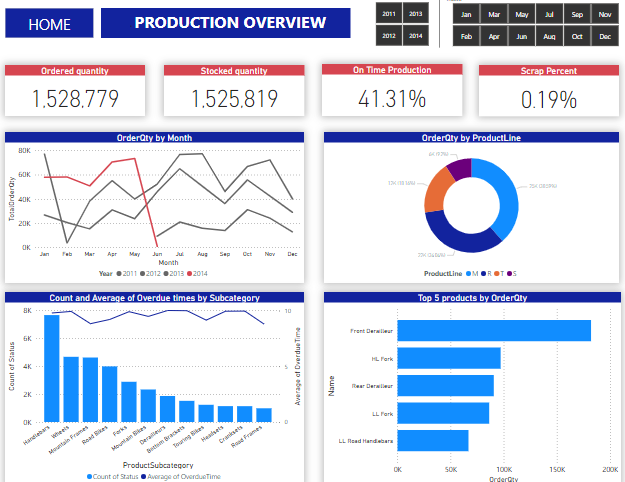 HOME
PRODUCTION OVERVIEW
2011 2013
2012 2014
Jan Mar May Jul Sep Nov
Feb Apr Jun Aug Oct Dec
Ordered quantity
1,528,779
Stocked quantity
1,525,819
On Time Production
41.31%
Scrap Percent
0.19%
OrderQty by Month
80K
60K
40K
20K
0K
TotalOrderQty
Jan Feb Mar Apr May Jun Jul Aug Sep Oct Nov Dec
Month
Year 2011 2012 2013 2014
OrderQty by ProductLine
ProductLine M R T S
Count and Average of Overdue times by Subcategory
8K
6K
4K
2K
0K
Count of Status
10
5
0
Average of OverdueTime
Handlebars Wheels Mountain Frames Road Bikes Forks Mountain Bikes Derailleurs Bottom Brackets Touring Bikes Headsets Cranksets Road Frames
ProductSubcategory
Count of Status Average of OverdueTime
Top 5 products by OrderQty
Name
Front Derailleur
HL Fork
Rear Derailleur
LL Fork
LL Road Handlebars
0K 50K 100K 150K 200K
OrderQty